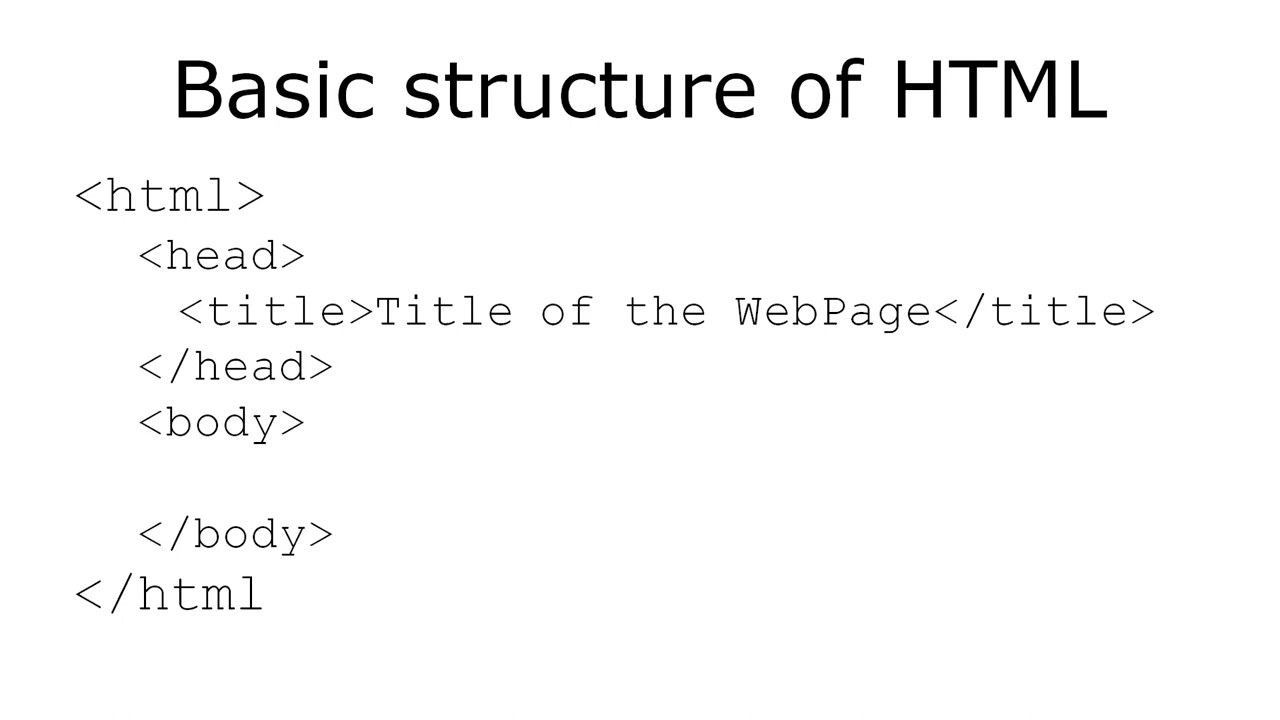 Basic structure of HTML
<html>
<head>
<title>Title of the WebPage</title>
</head>
<body>
</body>
</html